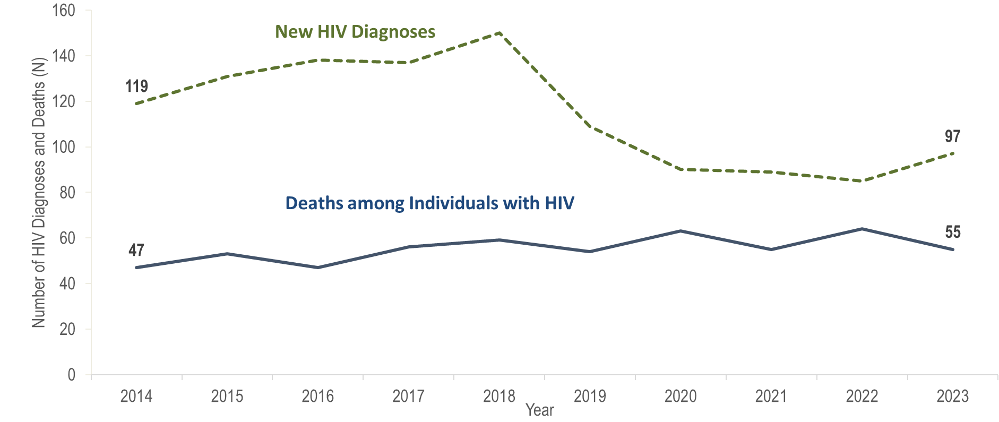 160
140
120
100
80
60
40
20
0
Number of HIV Diagnoses and Deaths (N)
New HIV Diagnoses
119
97
Deaths among Individuals with HIV
47
55
2014 2015 2016 2017 2018 2019 2020 2021 2022 2023
Year